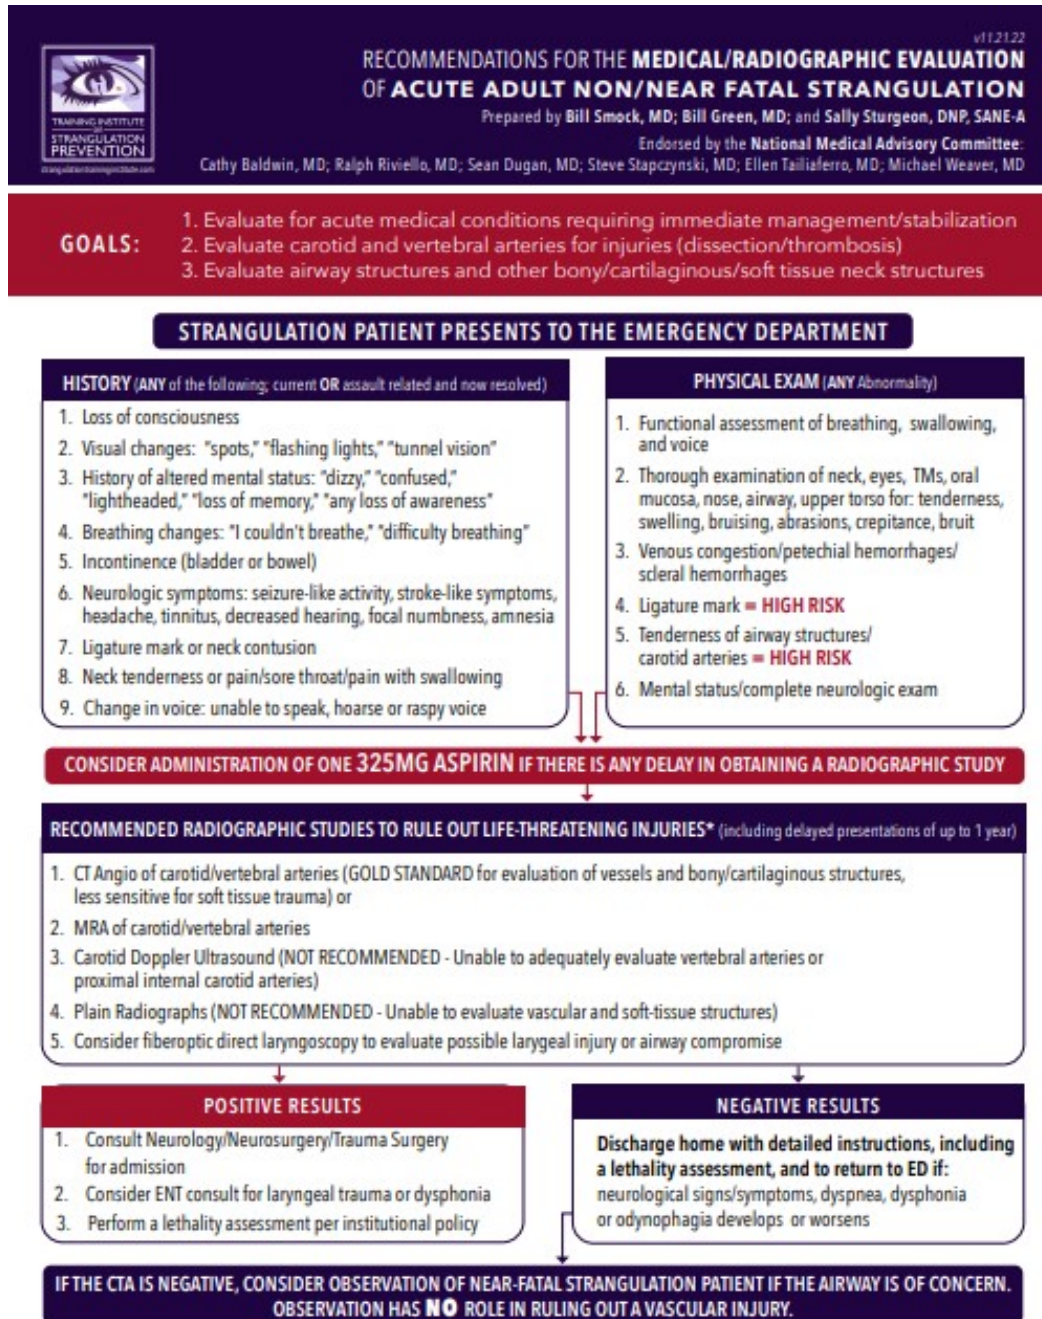 v11.21.22
RECOMMENDATIONS FOR THE MEDICAL/RADIOGRAPHIC EVALUATION
OF ACUTE ADULT NON/NEAR FATAL STRANGULATION
Prepared by Bill Smock, MD; Bill Green, MD; and Sally Sturgeon, DNP, SANE-A
Endorsed by the National Medical Advisory Committee:
Cathy Baldwin, MD; Ralph Riviello, MD; Sean Dugan, MD; Steve Stapczynski, MD; Ellen Tailiaferro, MD; Michael Weaver, MD
TRAINING INSTITUTE
on
STRANGULATION
PREVENTION
strangulationtraininginstitute.com
GOALS:
1. Evaluate for acute medical conditions requiring immediate management/stabilization
2. Evaluate carotid and vertebral arteries for injuries (dissection/thrombosis)
3. Evaluate airway structures and other bony/cartilaginous/soft tissue neck structures
STRANGULATION PATIENT PRESENTS TO THE EMERGENCY DEPARTMENT
HISTORY (ANY of the following; current OR assault related and now resolved)
1. Loss of consciousness
2. Visual changes: "spots," "flashing lights," "tunnel vision"
3. History of altered mental status: "dizzy," "confused,"
"lightheaded," "loss of memory," "any loss of awareness"
4. Breathing changes: "I couldn't breathe," "difficulty breathing"
5. Incontinence (bladder or bowel)
6. Neurologic symptoms: seizure-like activity, stroke-like symptoms,
headache, tinnitus, decreased hearing, focal numbness, amnesia
7. Ligature mark or neck contusion
8. Neck tenderness or pain/sore throat/pain with swallowing
9. Change in voice: unable to speak, hoarse or raspy voice
PHYSICAL EXAM (ANY Abnormality)
1. Functional assessment of breathing, swallowing,
and voice
2. Thorough examination of neck, eyes, TMs, oral
mucosa, nose, airway, upper torso for: tenderness,
swelling, bruising, abrasions, crepitance, bruit
3. Venous congestion/petechial hemorrhages/
scleral hemorrhages
4. Ligature mark = HIGH RISK
5. Tenderness of airway structures/
carotid arteries = HIGH RISK
6. Mental status/complete neurologic exam
CONSIDER ADMINISTRATION OF ONE 325MG ASPIRIN IF THERE IS ANY DELAY IN OBTAINING A RADIOGRAPHIC STUDY
RECOMMENDED RADIOGRAPHIC STUDIES TO RULE OUT LIFE-THREATENING INJURIES* (including delayed presentations of up to 1 year)
1. CT Angio of carotid/vertebral arteries (GOLD STANDARD for evaluation of vessels and bony/cartilaginous structures,
less sensitive for soft tissue trauma) or
2. MRA of carotid/vertebral arteries
3. Carotid Doppler Ultrasound (NOT RECOMMENDED - Unable to adequately evaluate vertebral arteries or
proximal internal carotid arteries)
4. Plain Radiographs (NOT RECOMMENDED - Unable to evaluate vascular and soft-tissue structures)
5. Consider fiberoptic direct laryngoscopy to evaluate possible larygeal injury or airway compromise
POSITIVE RESULTS
1. Consult Neurology/Neurosurgery/Trauma Surgery
for admission
2. Consider ENT consult for laryngeal trauma or dysphonia
3. Perform a lethality assessment per institutional policy
NEGATIVE RESULTS
Discharge home with detailed instructions, including
a lethality assessment, and to return to ED if:
neurological signs/symptoms, dyspnea, dysphonia
or odynophagia develops or worsens
IF THE CTA IS NEGATIVE, CONSIDER OBSERVATION OF NEAR-FATAL STRANGULATION PATIENT IF THE AIRWAY IS OF CONCERN.
OBSERVATION HAS NO ROLE IN RULING OUT A VASCULAR INJURY.